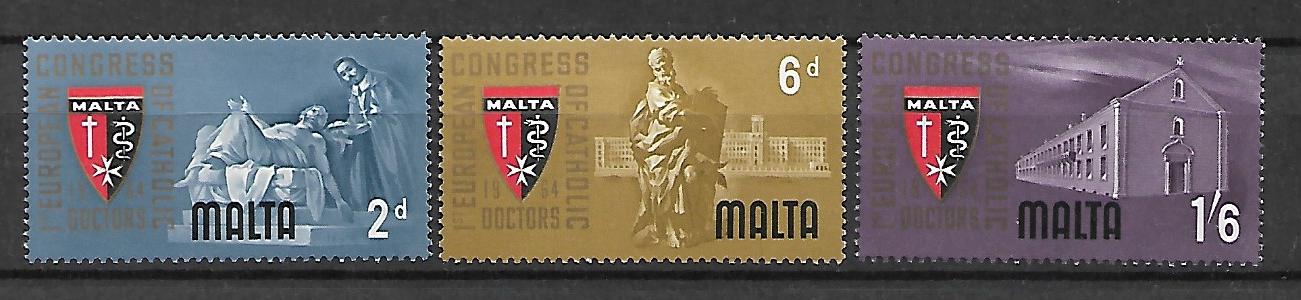 1ST EUROPEAN
CONGRESS
OF CATHOLIC
DOCTORS
1964
MALTA
MALTA
2d
1ST EUROPEAN
CONGRESS
OF CATHOLIC
DOCTORS
1964
MALTA
6d
MALTA
1ST EUROPEAN
CONGRESS
OF CATHOLIC
DOCTORS
1964
MALTA
MALTA
1/6